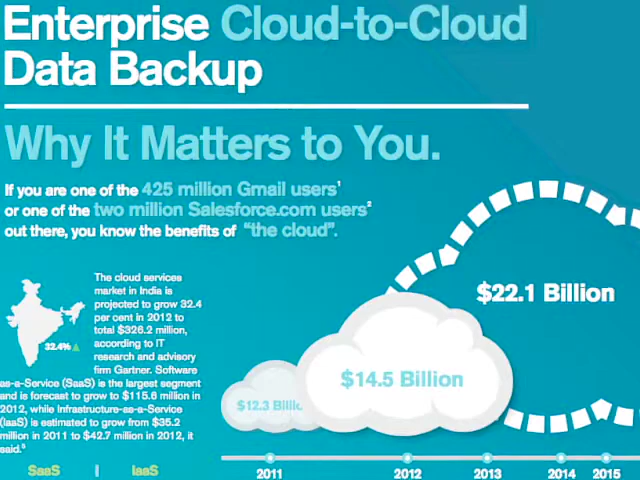 Enterprise Cloud-to-Cloud
Data Backup
Why It Matters to You.
If you are one of the 425 million Gmail users¹
or one of the two million Salesforce.com users²
out there, you know the benefits of "the cloud".
The cloud services
market in India is
projected to grow 32.4
per cent in 2012 to
total $326.2 million,
according to IT
research and advisory
firm Gartner. Software
as-a-Service (SaaS) is the largest segment
and is forecast to grow to $115.6 million in
2012, while Infrastructure-as-a-Service
(IaaS) is estimated to grow from $35.2
million in 2011 to $42.7 million in 2012, it
said.⁵
32.4%
SaaS | IaaS
$12.3 Billic
$14.5 Billion
$22.1 Billion
2011 2012 2013 2014 2015